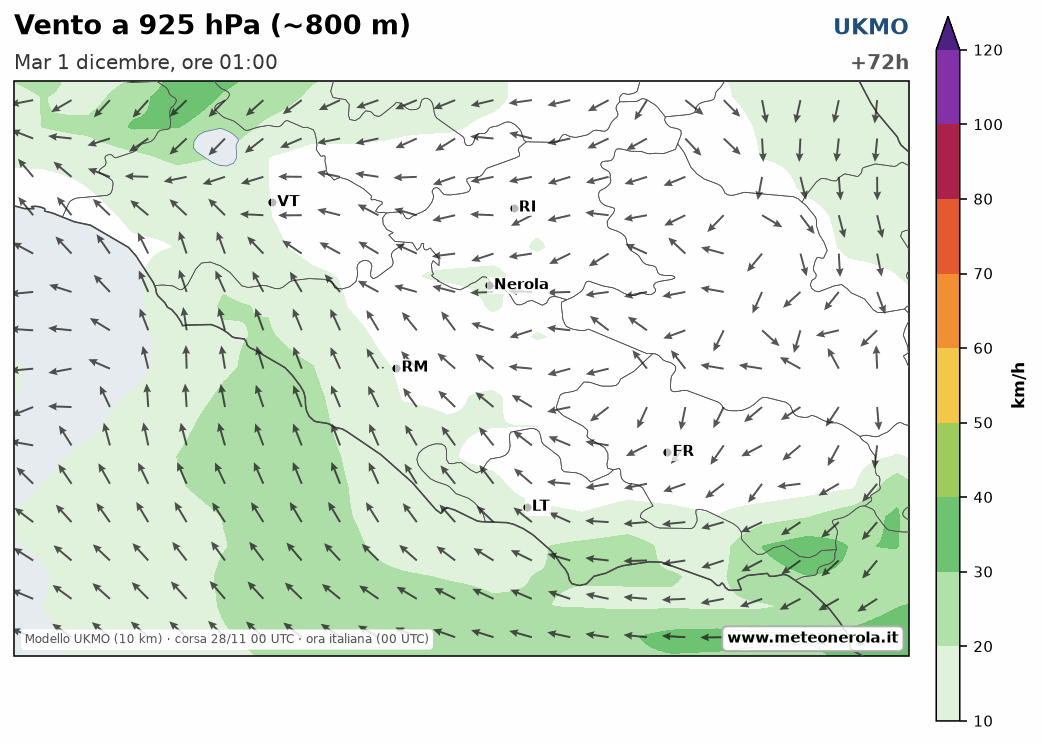 Vento a 925 hPa (~800 m)
UKMO
Mar 1 dicembre, ore 01:00
+72h
VT
RI
Nerola
RM
FR
LT
Modello UKMO (10 km) · corsa 28/11 00 UTC · ora italiana (00 UTC)
www.meteonerola.it
120
100
80
70
60
50
40
30
20
10
km/h